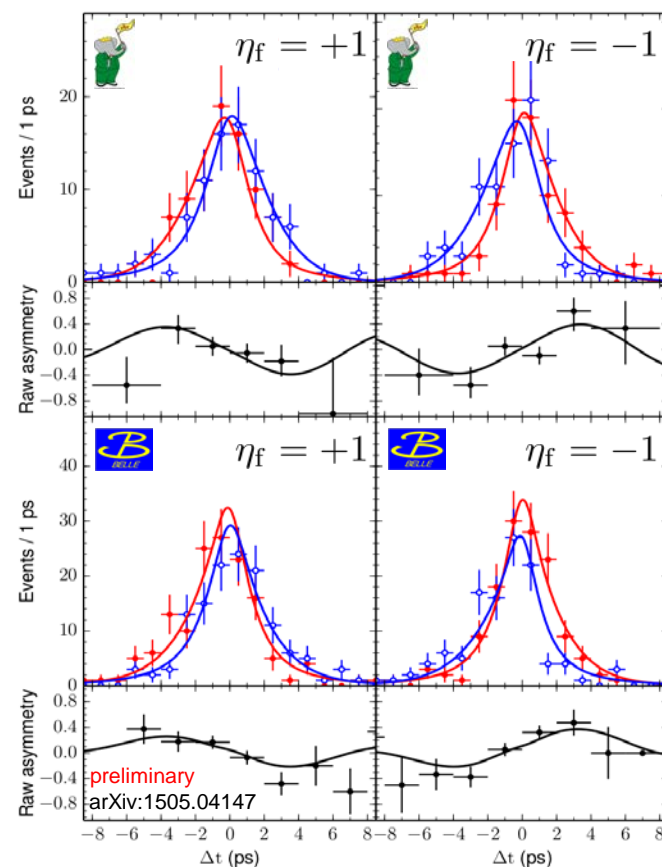 η_f = +1
η_f = −1
Events / 1 ps
20
10
0
Raw asymmetry
0.8
0.4
0.0
−0.4
−0.8
BELLE
η_f = +1
BELLE
η_f = −1
Events / 1 ps
40
30
20
10
0
Raw asymmetry
0.8
0.4
0.0
−0.4
−0.8
preliminary
arXiv:1505.04147
−8 −6 −4 −2 0 2 4 6 8
−6 −4 −2 0 2 4 6 8
Δt (ps)
Δt (ps)